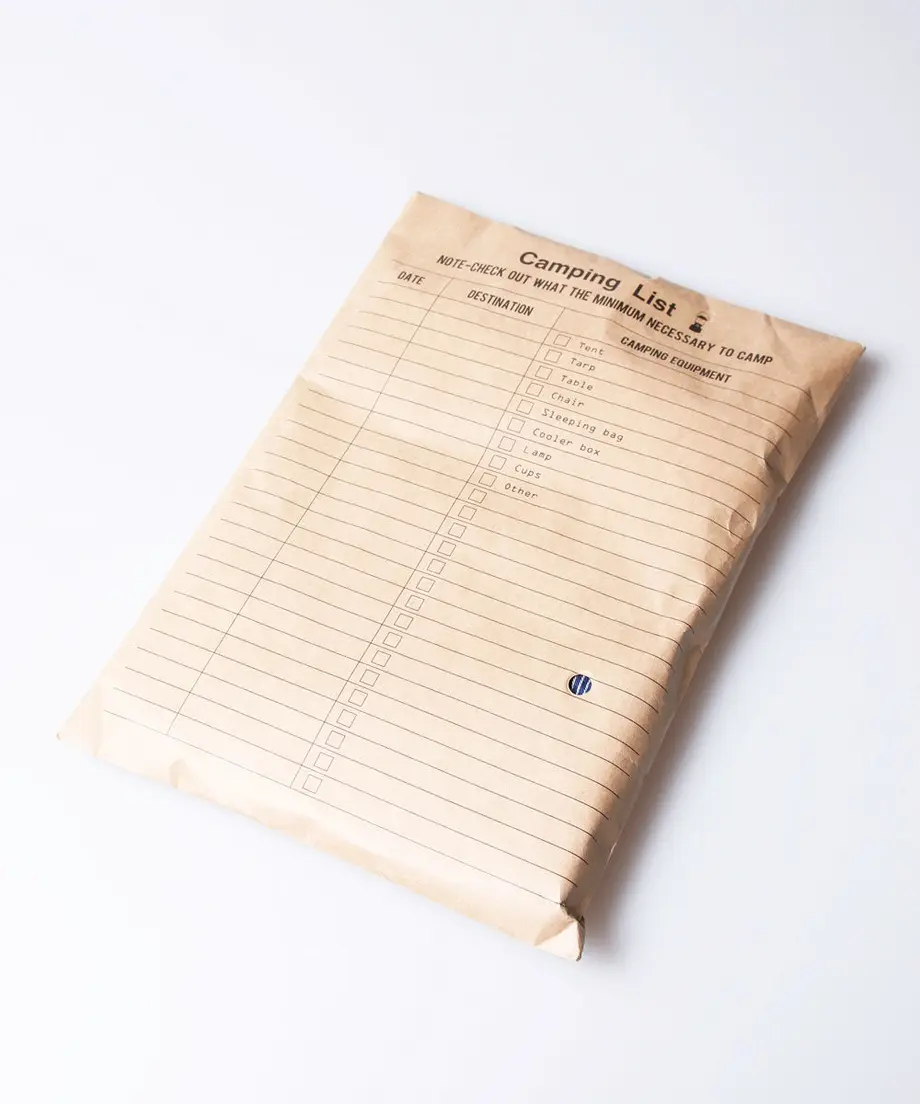 Camping List
NOTE-CHECK OUT WHAT THE MINIMUM NECESSARY TO CAMP
DATE
DESTINATION
CAMPING EQUIPMENT
Tent
Tarp
Table
Chair
Sleeping bag
Cooler box
Lamp
Cups
Other